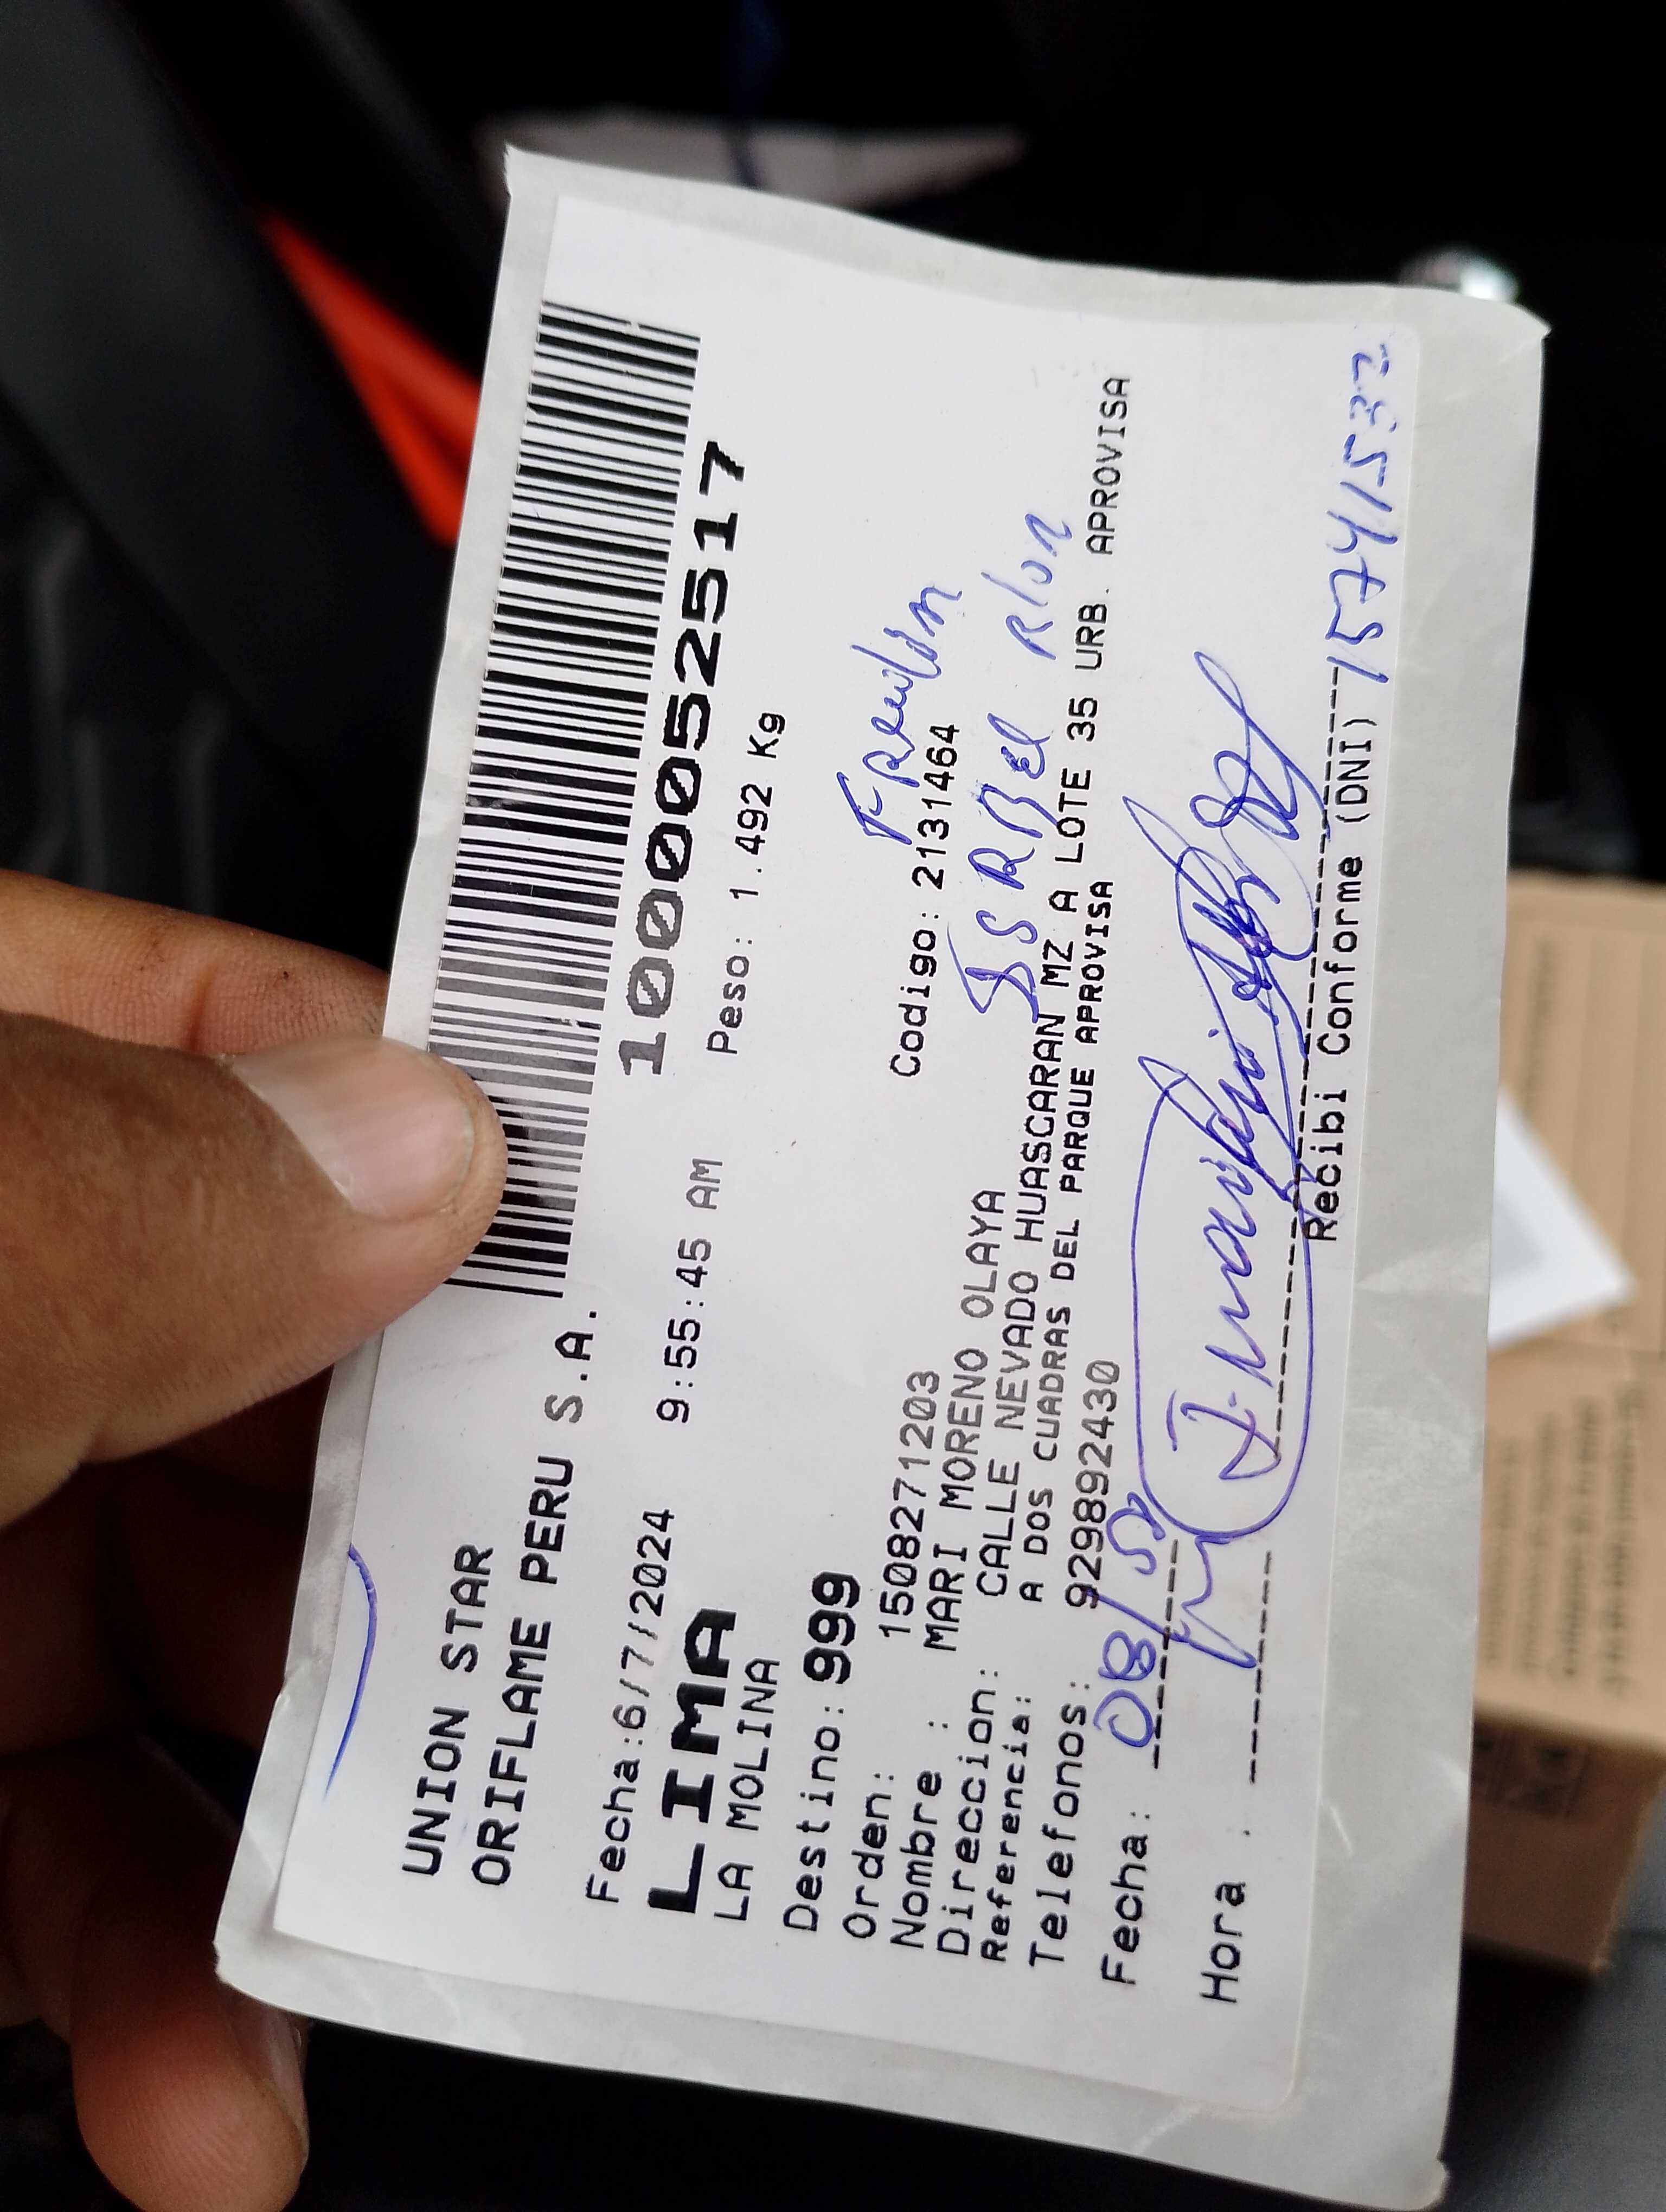 UNION STAR
ORIFLAME PERU S.A.
1000052517
Fecha:6/7/2024 9:55:45 AM Peso: 1.492 Kg
LIMA
LA MOLINA
Destino: 999
Orden: 150827121203 Codigo: 2131464
Nombre : MARI MORENO OLAYA
Direccion: CALLE NEVADO HUASCARAN MZ A LOTE 35 URB. APROVISA
Referencia: A DOS CUADRAS DEL PARQUE APROVISA
Telefonos: 929892430
Fecha: 08/
Hora :
Recibi Conforme (DNI) 15741532